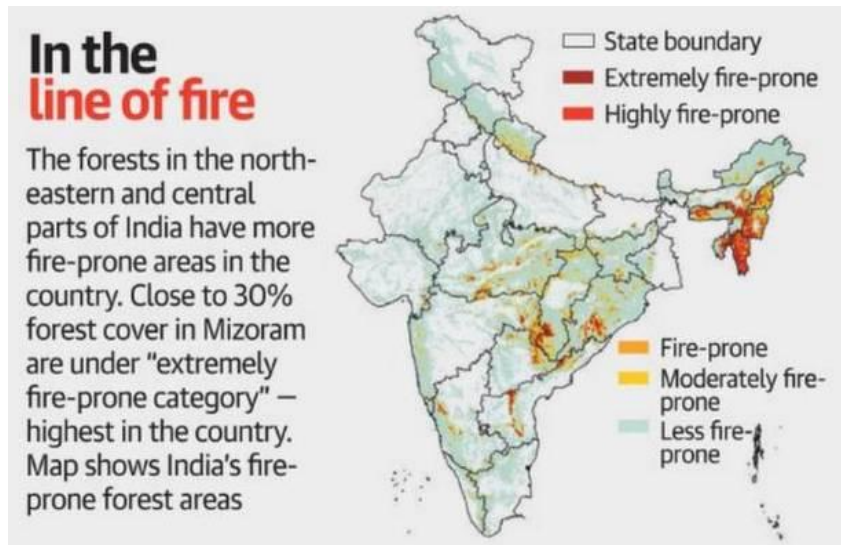 In the
line of fire
The forests in the north-
eastern and central
parts of India have more
fire-prone areas in the
country. Close to 30%
forest cover in Mizoram
are under "extremely
fire-prone category" —
highest in the country.
Map shows India's fire-
prone forest areas
State boundary
Extremely fire-prone
Highly fire-prone
Fire-prone
Moderately fire-
prone
Less fire-
prone